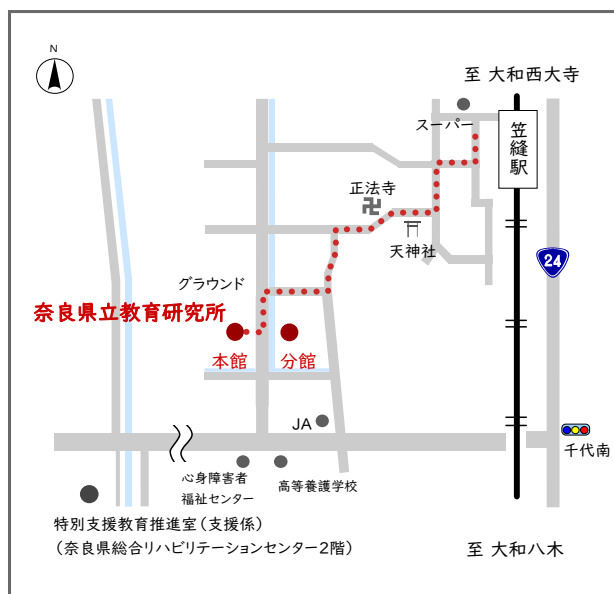 N
至 大和西大寺
スーパー
笠縫駅
正法寺
天神社
24
グラウンド
奈良県立教育研究所
本館
分館
JA
千代南
心身障害者
福祉センター
高等養護学校
特別支援教育推進室(支援係)
(奈良県総合リハビリテーションセンター2階)
至 大和八木